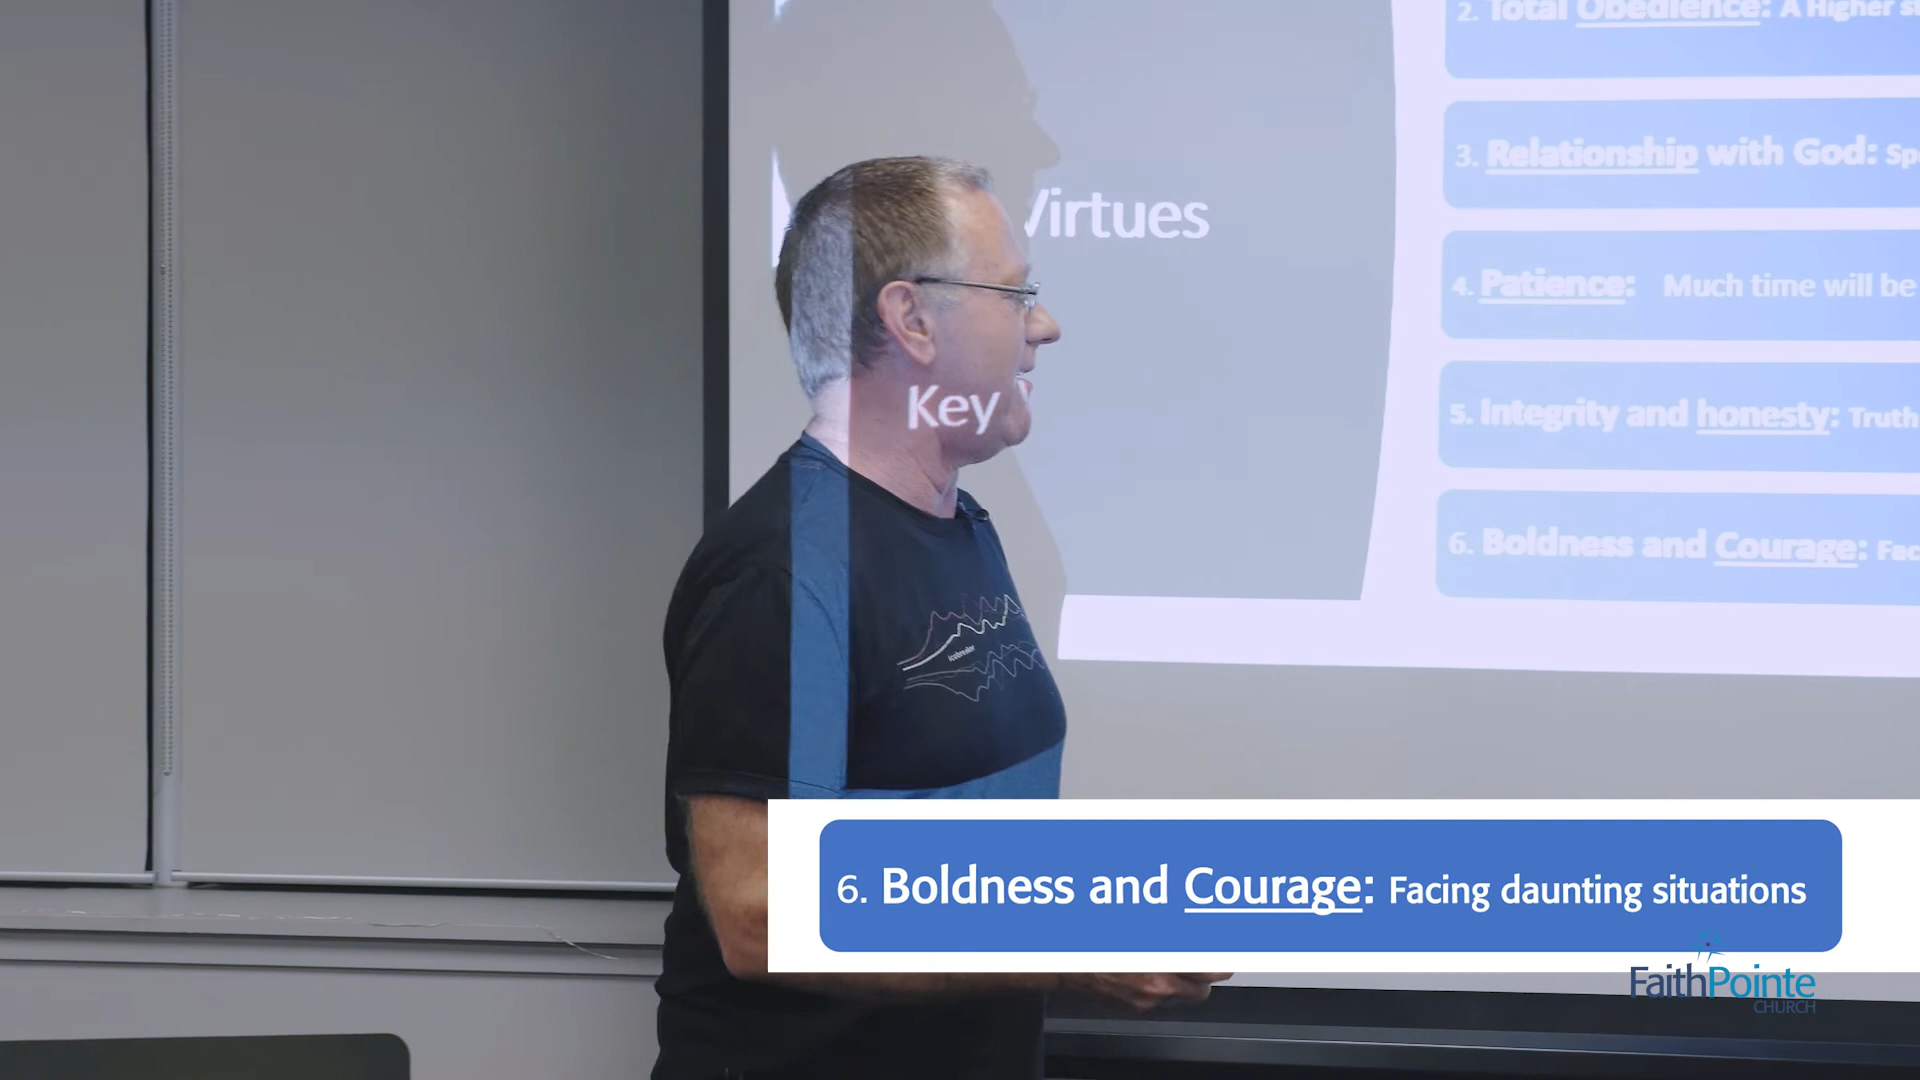 2. Total Obedience: A Higher
3. Relationship with God:
Virtues
4. Patience: Much time will be
Key
5. Integrity and honesty: Truth
6. Boldness and Courage:
icebreaker
6. Boldness and Courage: Facing daunting situations
FaithPointe
CHURCH